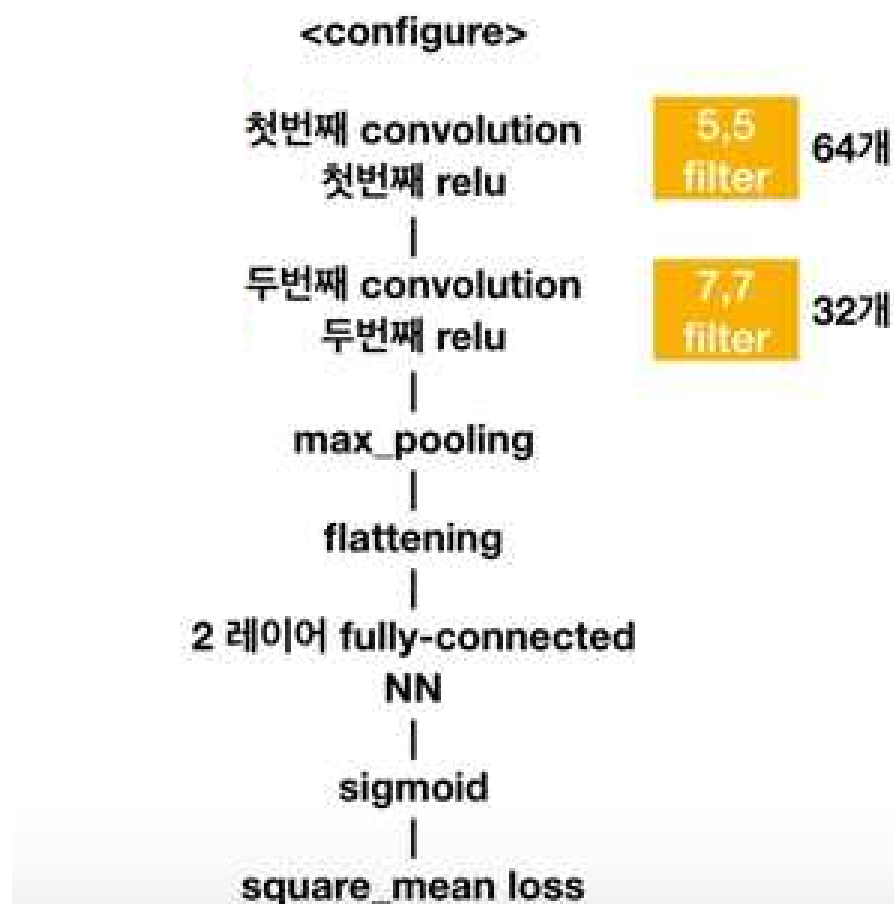 <configure>
첫번째 convolution
첫번째 relu
5,5
filter
64개
두번째 convolution
두번째 relu
7,7
filter
32개
max_pooling
flattening
2 레이어 fully-connected
NN
sigmoid
square_mean loss